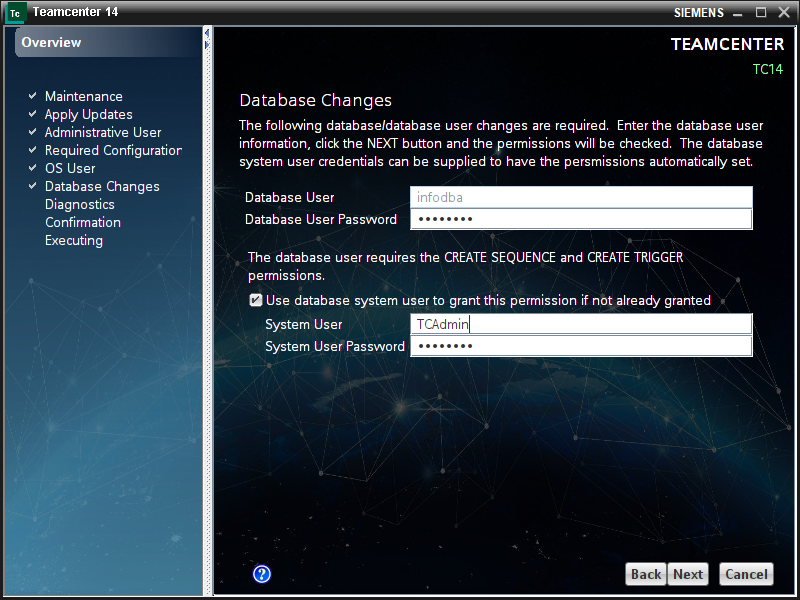 Tc Teamcenter 14 SIEMENS
Overview
TEAMCENTER
TC14
Maintenance
Apply Updates
Administrative User
Required Configuration
OS User
Database Changes
Diagnostics
Confirmation
Executing
Database Changes
The following database/database user changes are required. Enter the database user
information, click the NEXT button and the permissions will be checked. The database
system user credentials can be supplied to have the persmissions automatically set.
Database User infodba
Database User Password ••••••••
The database user requires the CREATE SEQUENCE and CREATE TRIGGER
permissions.
Use database system user to grant this permission if not already granted
System User TCAdmin
System User Password ••••••••
? Back Next Cancel